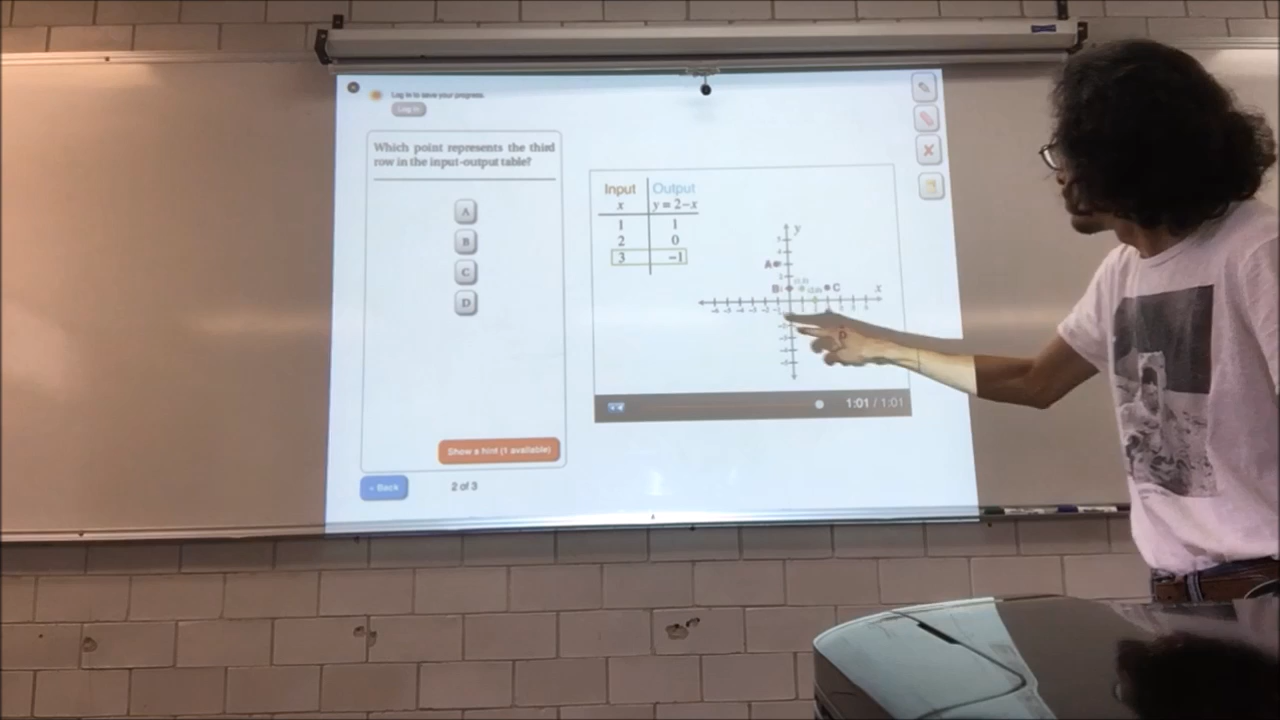 Log in to save your progress.
Log in
Which point represents the third
row in the input-output table?
A
B
C
D
Show a hint (1 available)
« Back
2 of 3
Input Output
x y = 2-x
1 1
2 0
3 -1
y
A
B
C
x
D
1:01 / 1:01